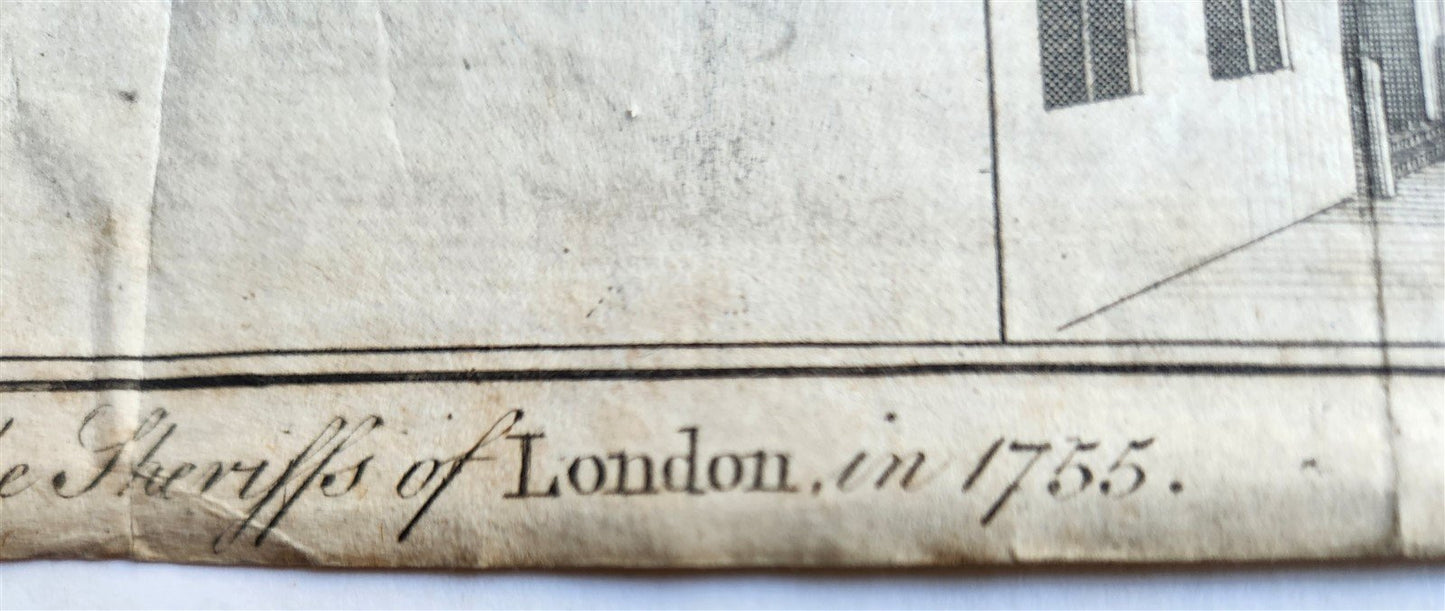 e Sheriffs of London, in 1755.